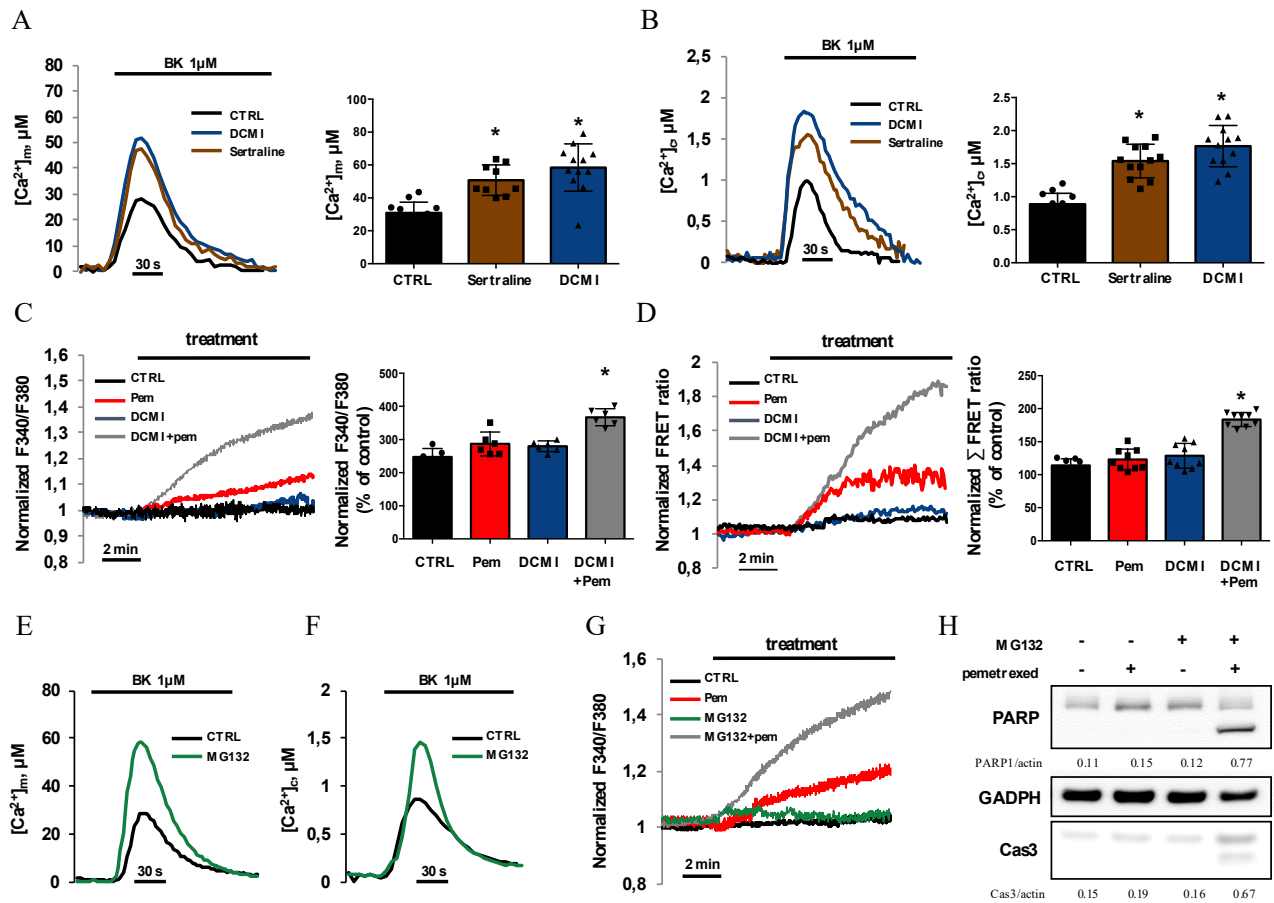 A
BK 1µM
[Ca²⁺]m, µM
80
70
60
50
40
30
20
10
0
CTRL
DCMI
Sertraline
30 s
[Ca²⁺]m, µM
100
80
60
40
20
0
*
*
CTRL
Sertraline
DCMI
B
BK 1µM
[Ca²⁺]c, µM
2,5
2
1,5
1
0,5
0
CTRL
DCMI
Sertraline
30 s
[Ca²⁺]c, µM
2.5
2.0
1.5
1.0
0.5
0.0
*
*
CTRL
Sertraline
DCMI
C
treatment
Normalized F340/F380
1,6
1,5
1,4
1,3
1,2
1,1
1
0,9
0,8
CTRL
Pem
DCMI
DCMI+pem
2 min
Normalized F340/F380
(% of control)
500
400
300
200
100
0
*
CTRL
Pem
DCMI
DCMI
+Pem
D
treatment
Normalized FRET ratio
2
1,8
1,6
1,4
1,2
1
0,8
CTRL
Pem
DCMI
DCMI+pem
2 min
Normalized ∑ FRET ratio
(% of control)
250
200
150
100
50
0
*
CTRL
Pem
DCMI
DCMI
+Pem
E
BK 1µM
[Ca²⁺]m, µM
80
60
40
20
0
CTRL
MG132
30 s
F
BK 1µM
[Ca²⁺]c, µM
2
1,5
1
0,5
0
CTRL
MG132
30 s
G
treatment
Normalized F340/F380
1,6
1,4
1,2
1
0,8
CTRL
Pem
MG132
MG132+pem
2 min
H
MG132 - - + +
pemetrexed - + - +
PARP
PARP1/actin 0.11 0.15 0.12 0.77
GADPH
Cas3
Cas3/actin 0.15 0.19 0.16 0.67